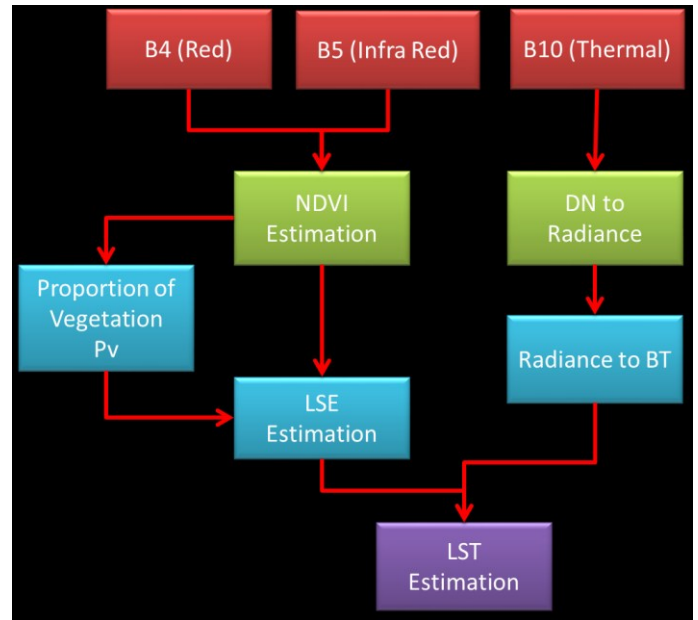 B4 (Red)
B5 (Infra Red)
B10 (Thermal)
NDVI
Estimation
DN to
Radiance
Proportion of
Vegetation
Pv
Radiance to BT
LSE
Estimation
LST
Estimation